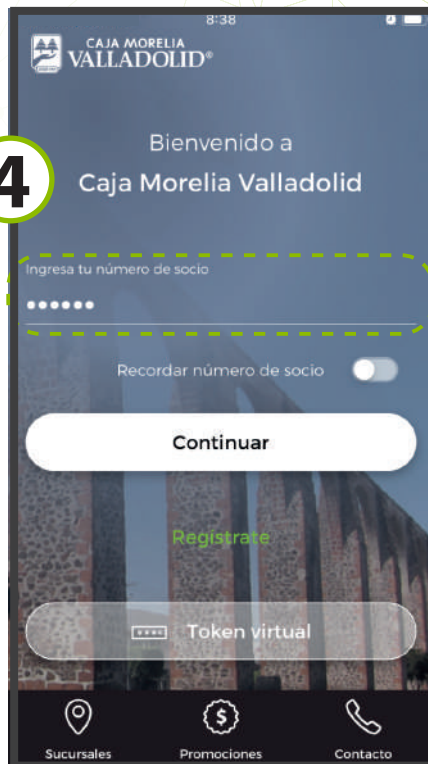 8:38
CAJA MORELIA
VALLADOLID®
Bienvenido a
4
Caja Morelia Valladolid
Ingresa tu número de socio
••••••
Recordar número de socio
Continuar
Regístrate
Token virtual
Sucursales Promociones Contacto